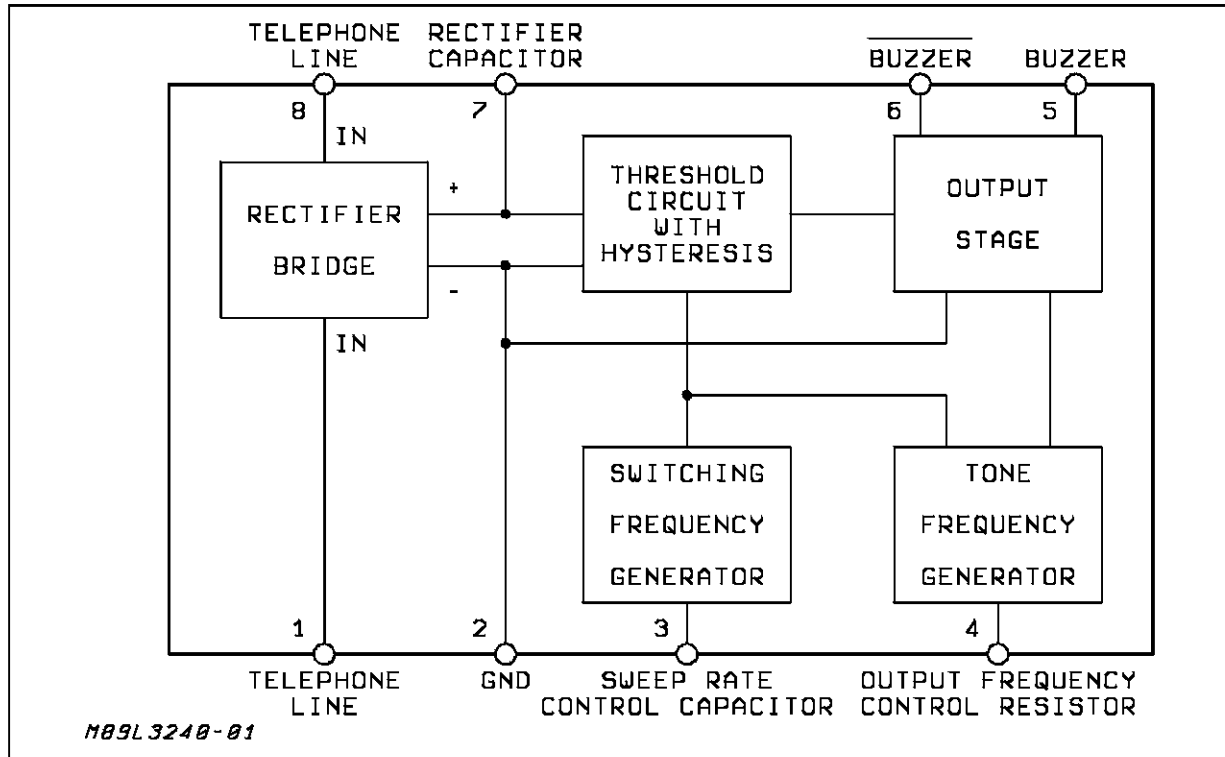 TELEPHONE LINE
RECTIFIER CAPACITOR
BUZZER
BUZZER
8
7
6
5
IN
RECTIFIER
BRIDGE
+
-
IN
THRESHOLD
CIRCUIT
WITH
HYSTERESIS
OUTPUT
STAGE
SWITCHING
FREQUENCY
GENERATOR
TONE
FREQUENCY
GENERATOR
1
2
3
4
TELEPHONE
LINE
GND
SWEEP RATE
CONTROL CAPACITOR
OUTPUT FREQUENCY
CONTROL RESISTOR
M89L3240-01